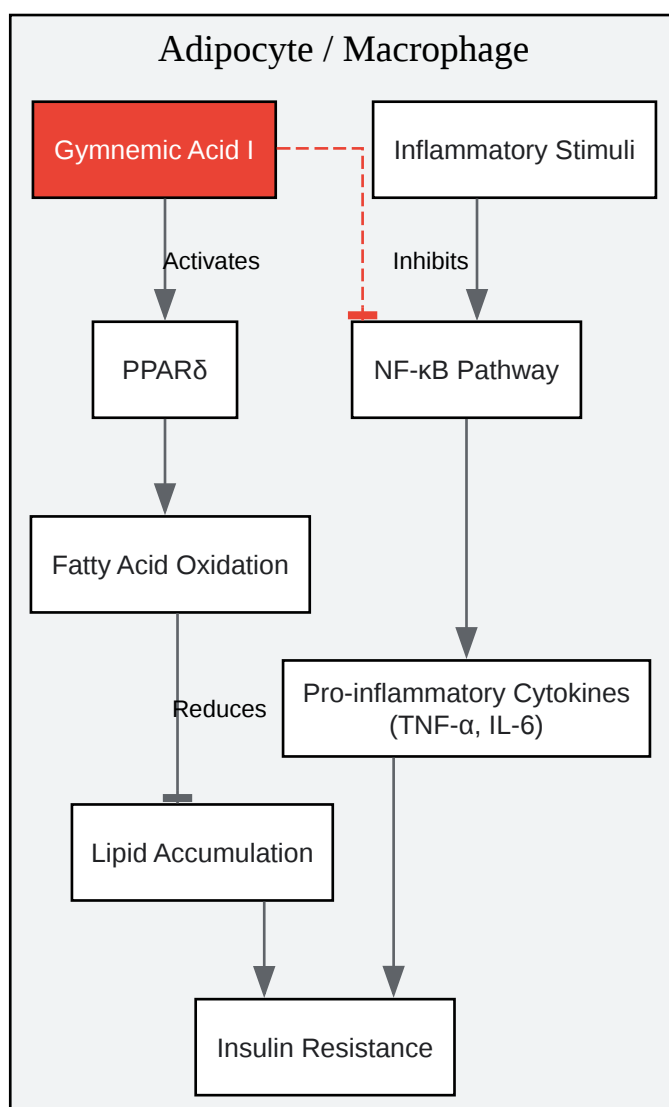 Adipocyte / Macrophage
Gymnemic Acid I
Inflammatory Stimuli
Activates
Inhibits
PPARδ
NF-κB Pathway
Fatty Acid Oxidation
Pro-inflammatory Cytokines
(TNF-α, IL-6)
Reduces
Lipid Accumulation
Insulin Resistance